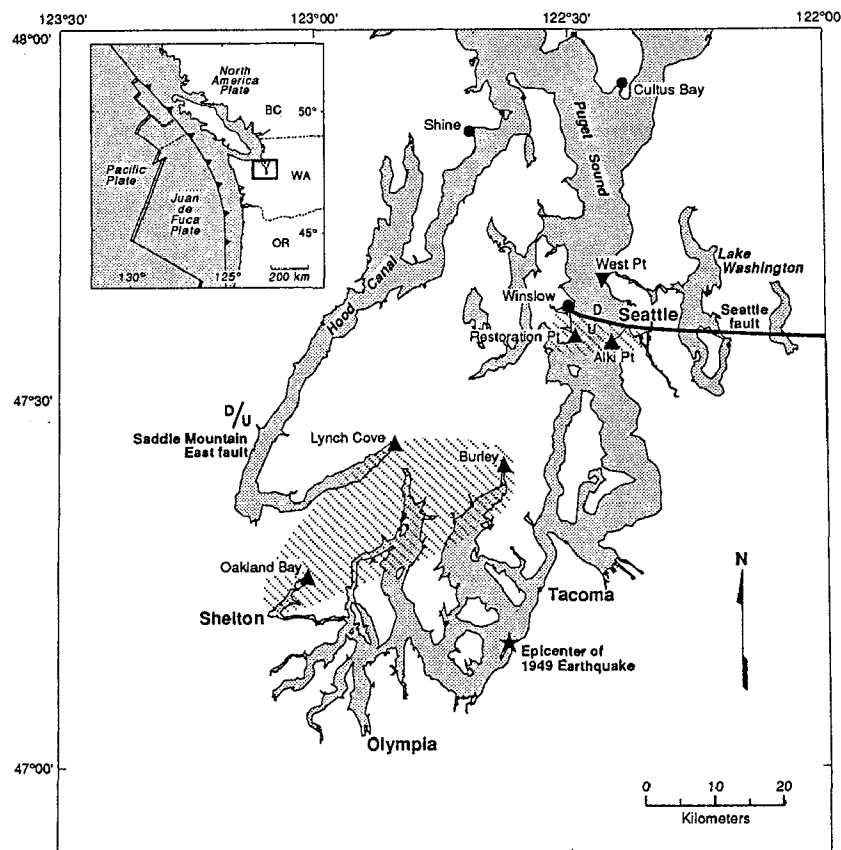 123°30'
123°00'
122°30'
122°00'
48°00'
North
America
Plate
BC
50°
Pacific
Plate
WA
Juan
de
Fuca
Plate
OR
45°
130°
125°
200 km
Cultus Bay
Shine
Puget
Sound
Hood Canal
West Pt
Lake
Washington
Winslow
D
Seattle
Seattle
fault
U
Restoration Pt
Alki Pt
47°30'
D/U
Saddle Mountain
East fault
Lynch Cove
Burley
Oakland Bay
Shelton
Tacoma
N
Epicenter of
1949 Earthquake
Olympia
47°00'
0 10 20
Kilometers